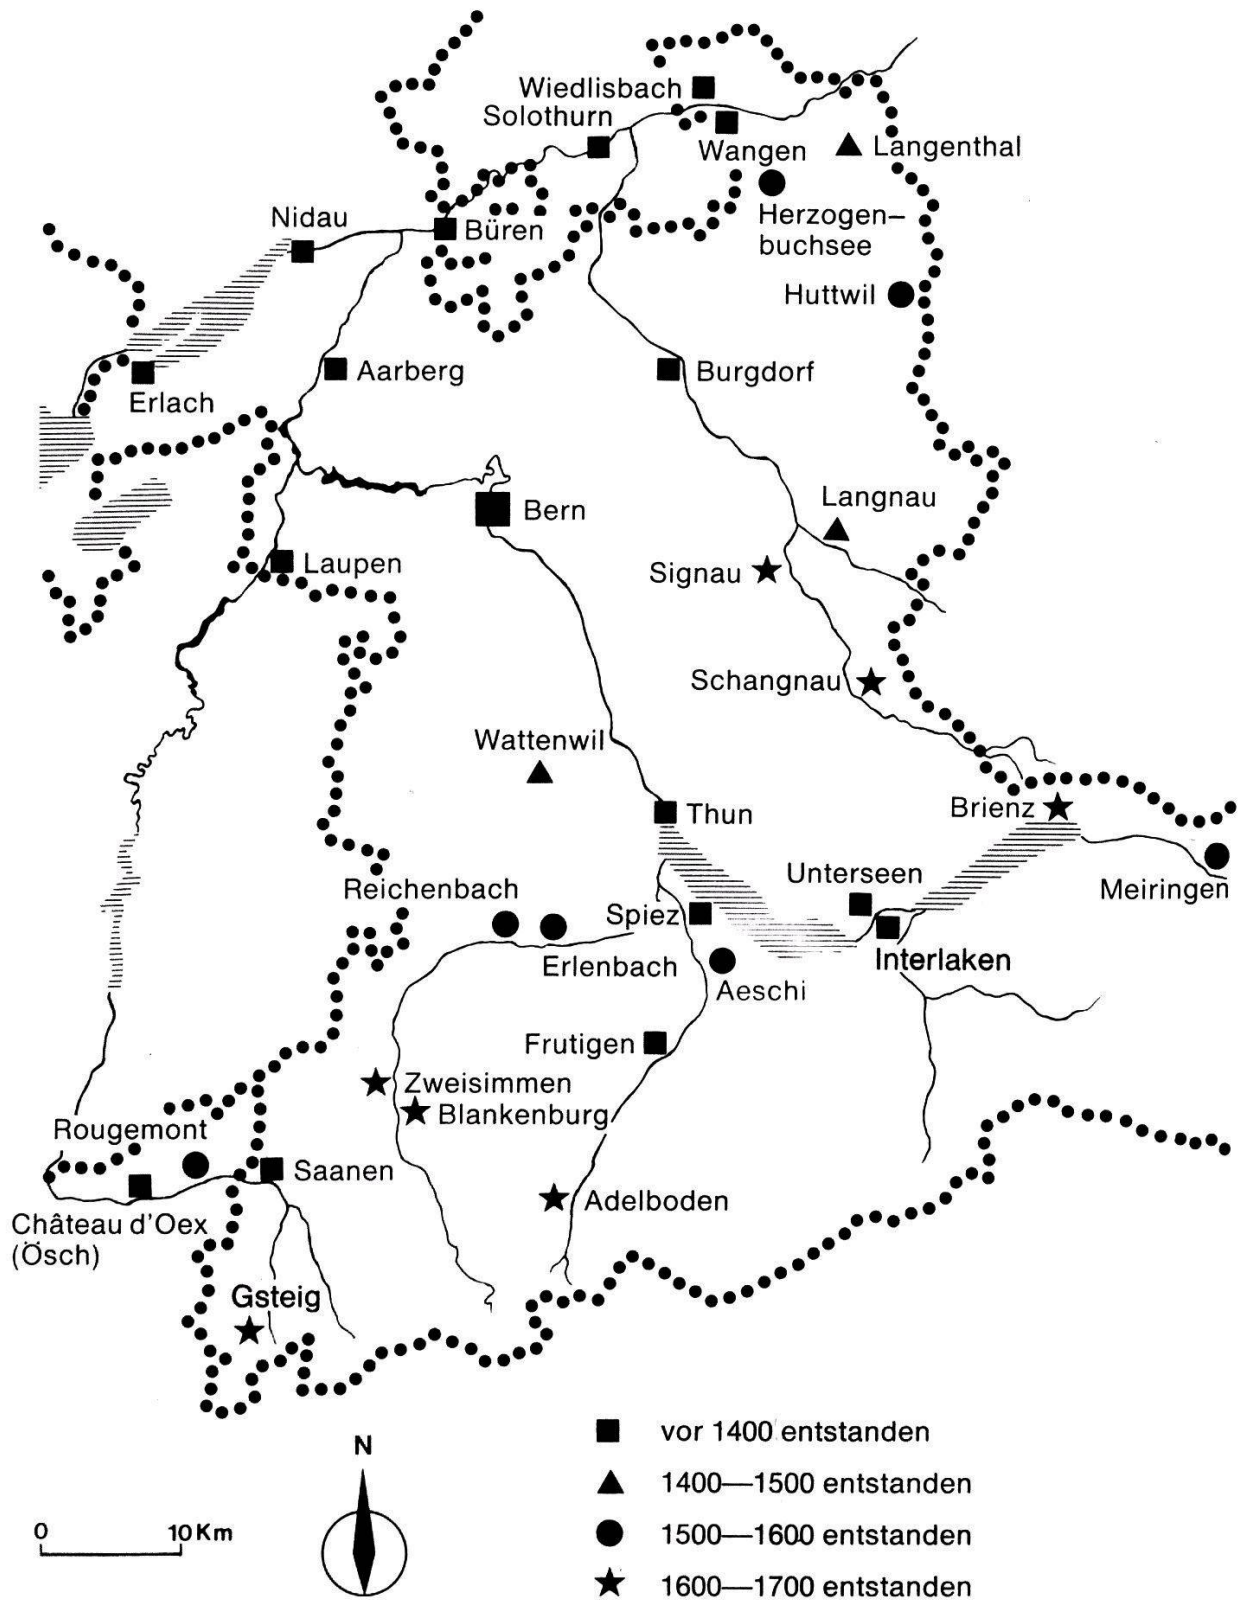 Wiedlisbach
Solothurn
Wangen
Langenthal
Nidau
Büren
Herzogen–
buchsee
Huttwil
Aarberg
Burgdorf
Erlach
Langnau
Bern
Laupen
Signau
Schangnau
Wattenwil
Brienz
Thun
Unterseen
Meiringen
Reichenbach
Spiez
Interlaken
Erlenbach
Aeschi
Frutigen
Zweisimmen
Blankenburg
Rougemont
Saanen
Adelboden
Château d'Oex
(Ösch)
Gsteig
vor 1400 entstanden
N
1400—1500 entstanden
0 10 Km
1500—1600 entstanden
1600—1700 entstanden